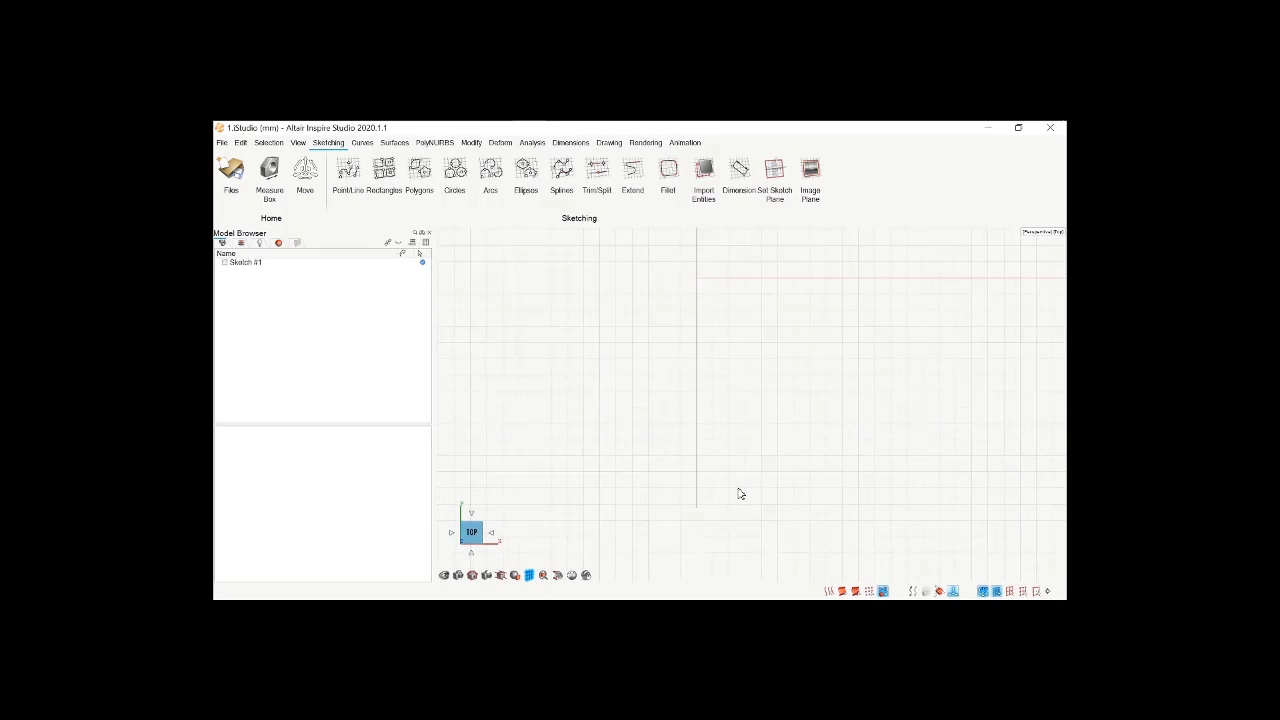 1.iStudio (mm) - Altair Inspire Studio 2020.1.1
File Edit Selection View Sketching Curves Surfaces PolyNURBS Modify Deform Analysis Dimensions Drawing Rendering Animation
Files Measure Box Move Point/Line Rectangles Polygons Circles Arcs Ellipses Splines Trim/Split Extend Fillet Import Entities Dimension Set Sketch Plane Image Plane
Home Sketching
Model Browser
[Perspective] [Top]
Name
Sketch #1
TOP
X